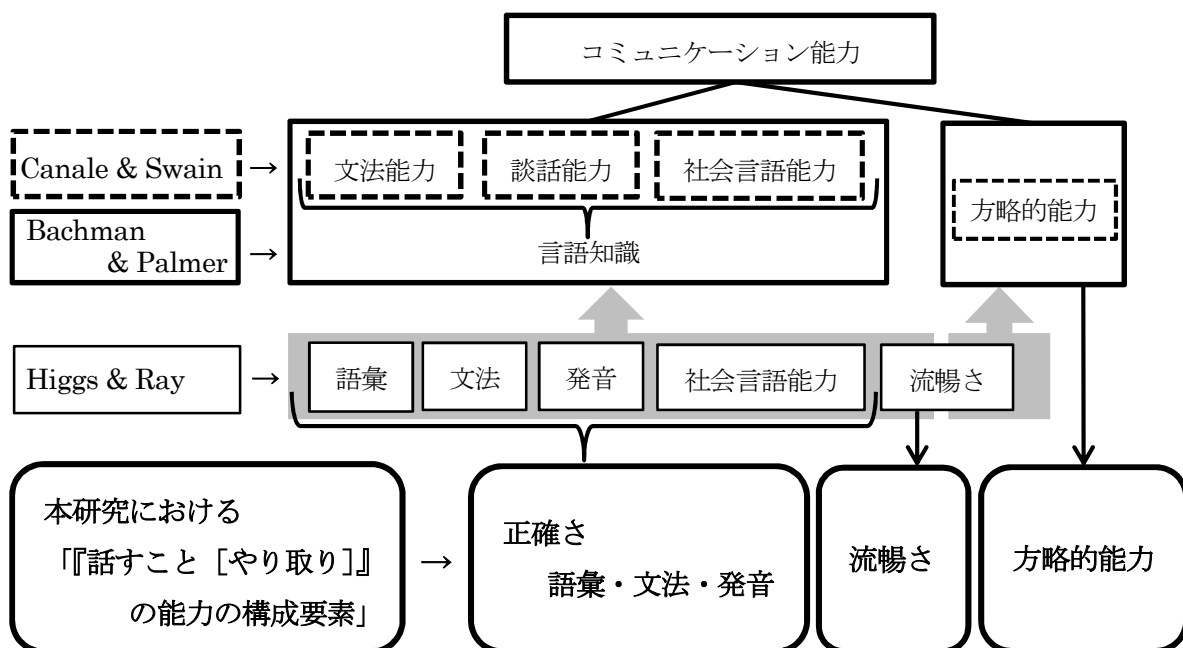 コミュニケーション能力
Canale & Swain → 文法能力 談話能力 社会言語能力
方略的能力
Bachman
& Palmer → 言語知識
Higgs & Ray → 語彙 文法 発音 社会言語能力 流暢さ
本研究における
「『話すこと［やり取り］』
の能力の構成要素」
→
正確さ
語彙・文法・発音
流暢さ
方略的能力